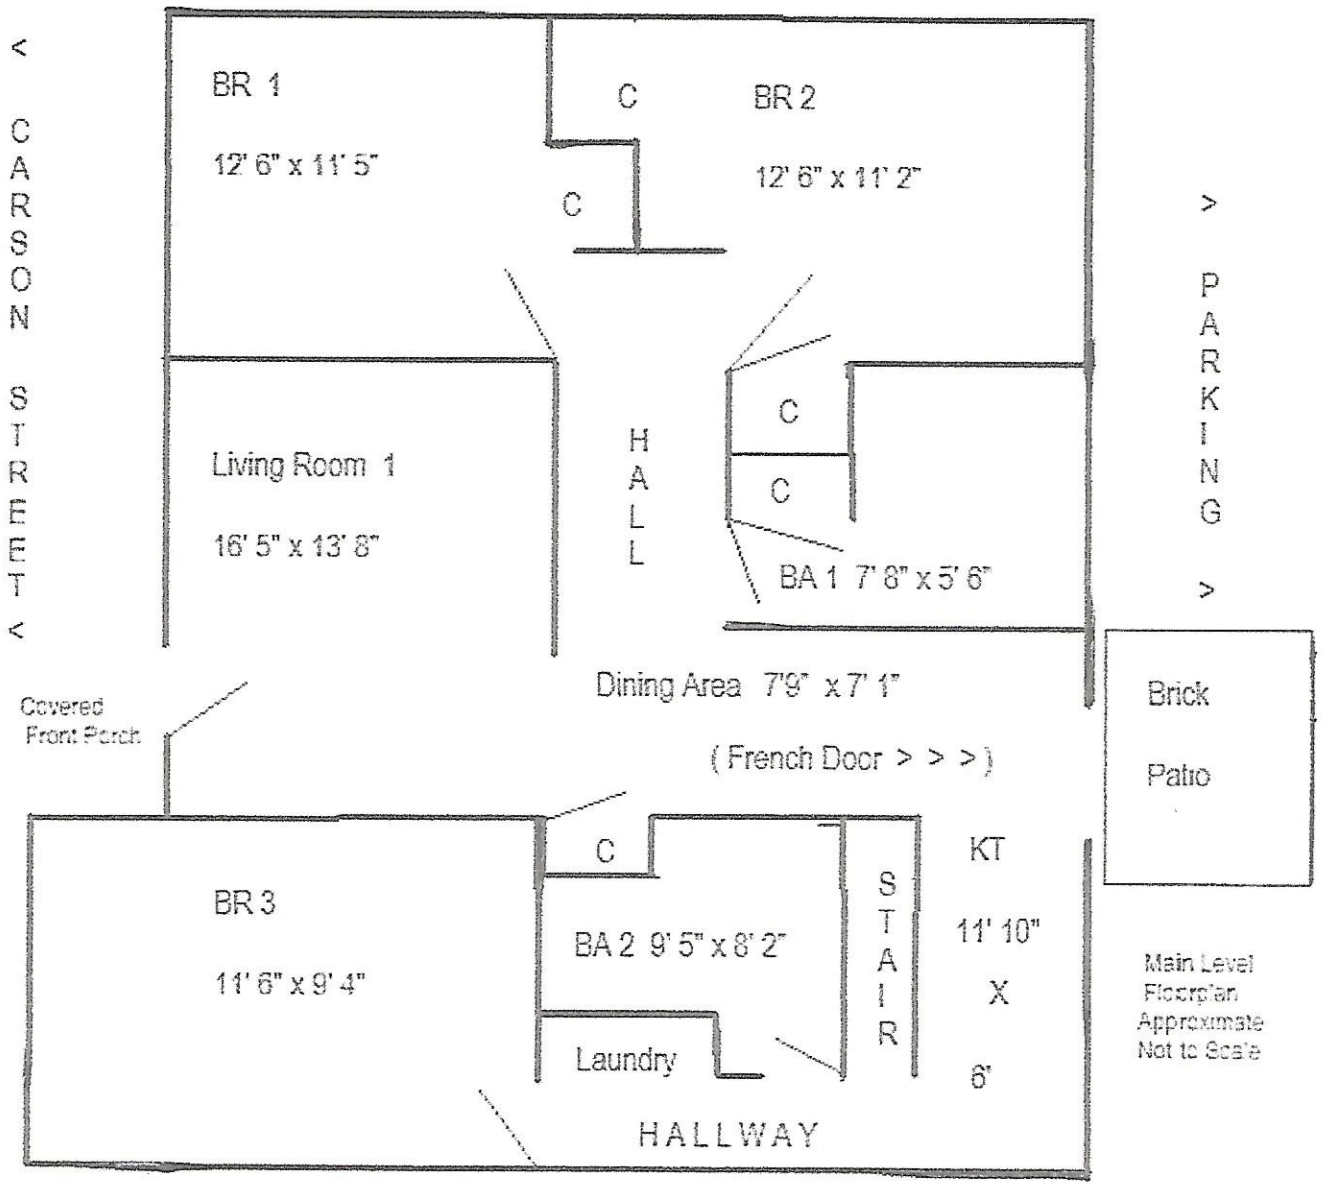 < CARSON STREET <
BR 1
12' 6" x 11' 5"
C
C
BR 2
12' 6" x 11' 2"
> PARKING >
Living Room 1
16' 5" x 13' 8"
HALL
C
C
BA 1 7' 8" x 5' 6"
Covered
Front Porch
Dining Area 7'9" x 7' 1"
( French Door > > > )
Brick
Patio
BR 3
11' 6" x 9' 4"
C
BA 2 9' 5" x 8' 2"
Laundry
STAIR
KT
11' 10"
X
6'
HALLWAY
Main Level
Floorplan
Approximate
Not to Scale